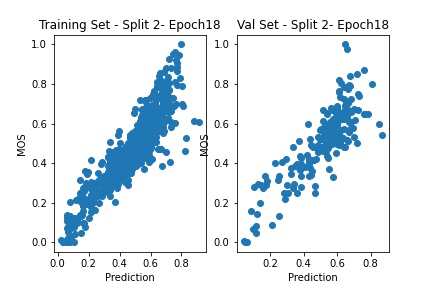 Training Set - Split 2- Epoch18
Val Set - Split 2- Epoch18
1.0
0.8
0.6
0.4
0.2
0.0
MOS
0.0 0.2 0.4 0.6 0.8
Prediction
1.0
0.8
0.6
0.4
0.2
0.0
MOS
0.2 0.4 0.6 0.8
Prediction